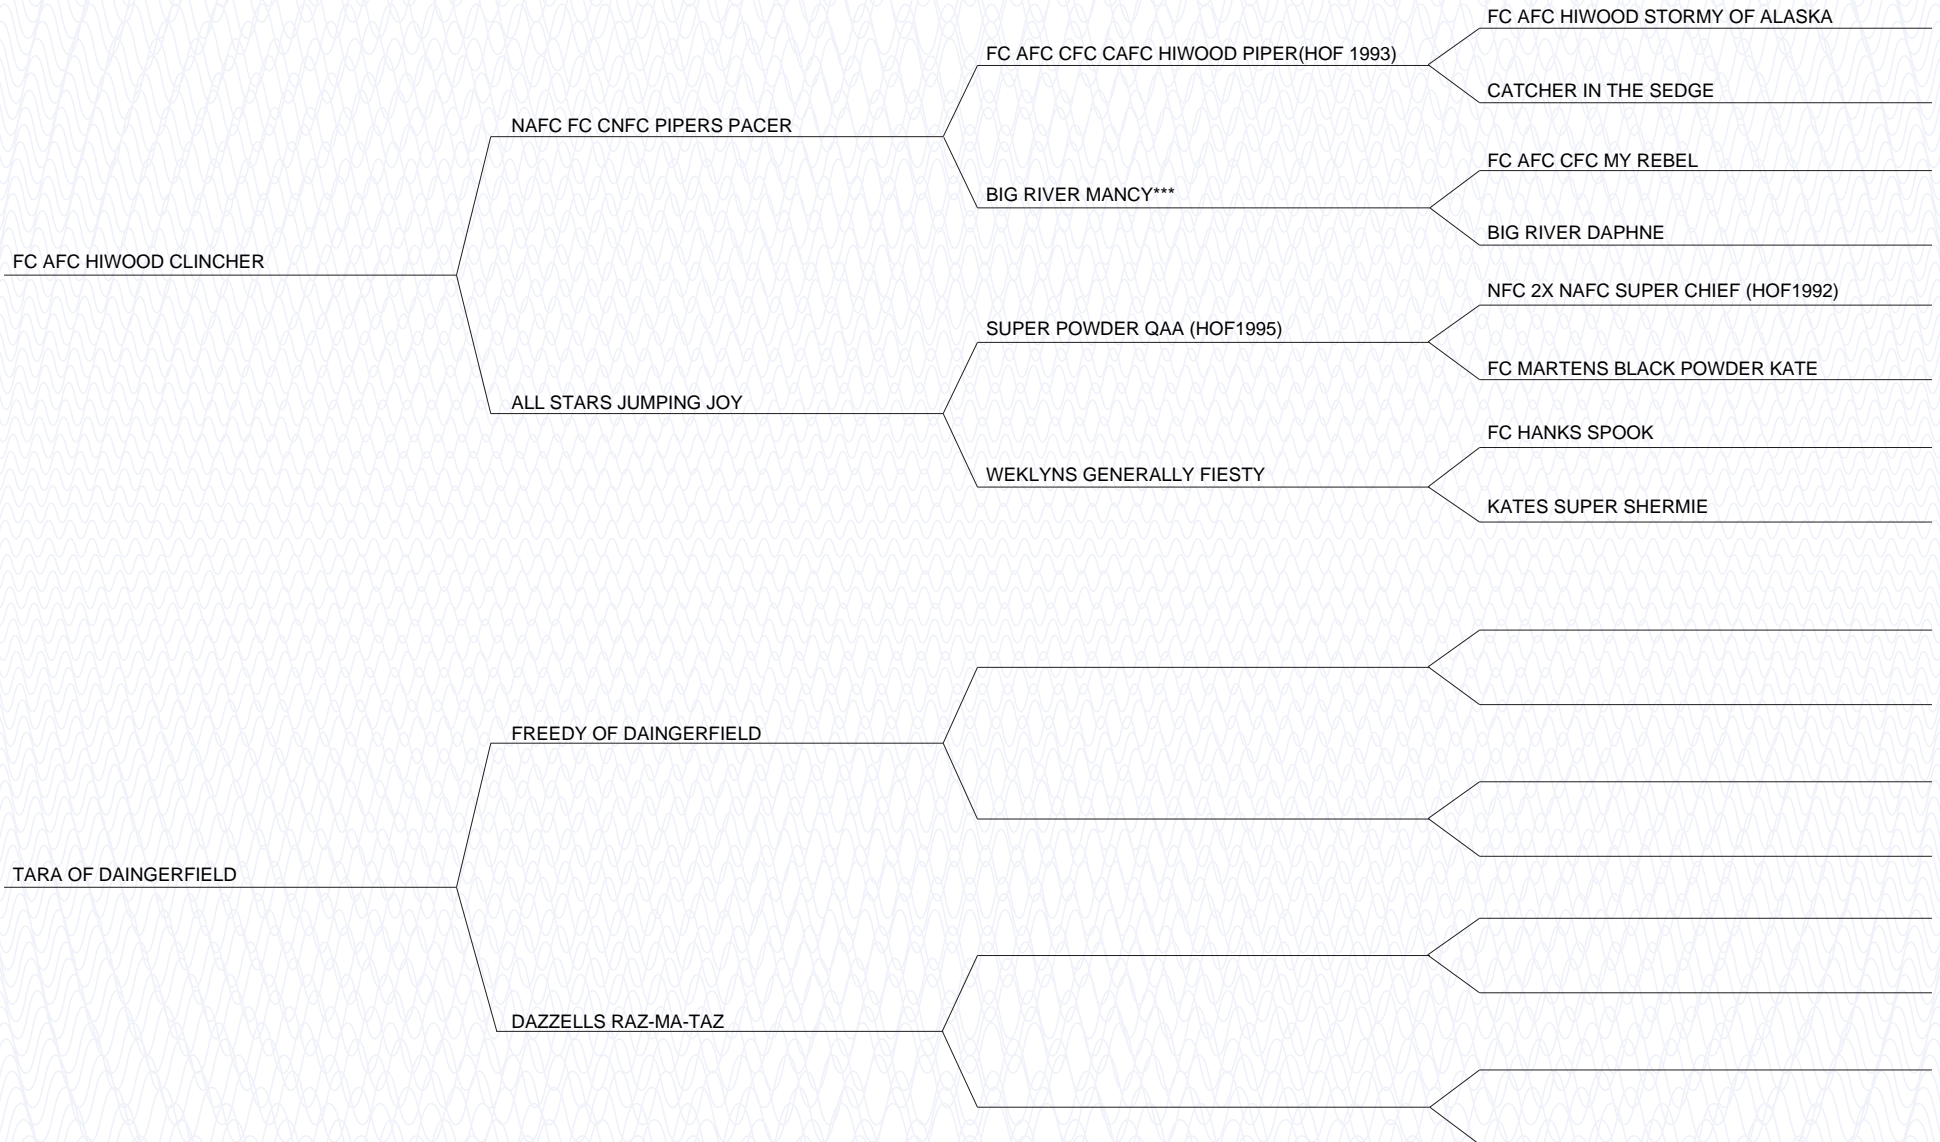 FC AFC HIWOOD STORMY OF ALASKA
FC AFC CFC CAFC HIWOOD PIPER(HOF 1993)
CATCHER IN THE SEDGE
NAFC FC CNFC PIPERS PACER
FC AFC CFC MY REBEL
BIG RIVER MANCY***
BIG RIVER DAPHNE
FC AFC HIWOOD CLINCHER
NFC 2X NAFC SUPER CHIEF (HOF1992)
SUPER POWDER QAA (HOF1995)
FC MARTENS BLACK POWDER KATE
ALL STARS JUMPING JOY
FC HANKS SPOOK
WEKLYNS GENERALLY FIESTY
KATES SUPER SHERMIE
FREEDY OF DAINGERFIELD
TARA OF DAINGERFIELD
DAZZELLS RAZ-MA-TAZ